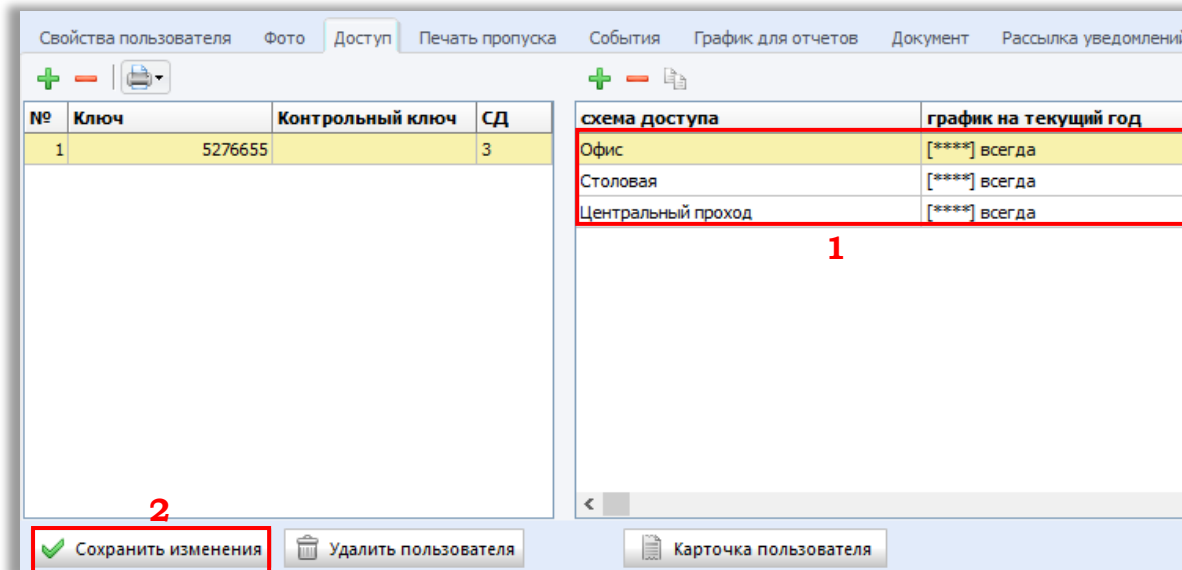 Свойства пользователя Фото Доступ Печать пропуска События График для отчетов Документ Рассылка уведомлений
№ Ключ Контрольный ключ СД схема доступа график на текущий год
1 5276655 3 Офис [****] всегда
Столовая [****] всегда
Центральный проход [****] всегда
1
2
Сохранить изменения Удалить пользователя Карточка пользователя